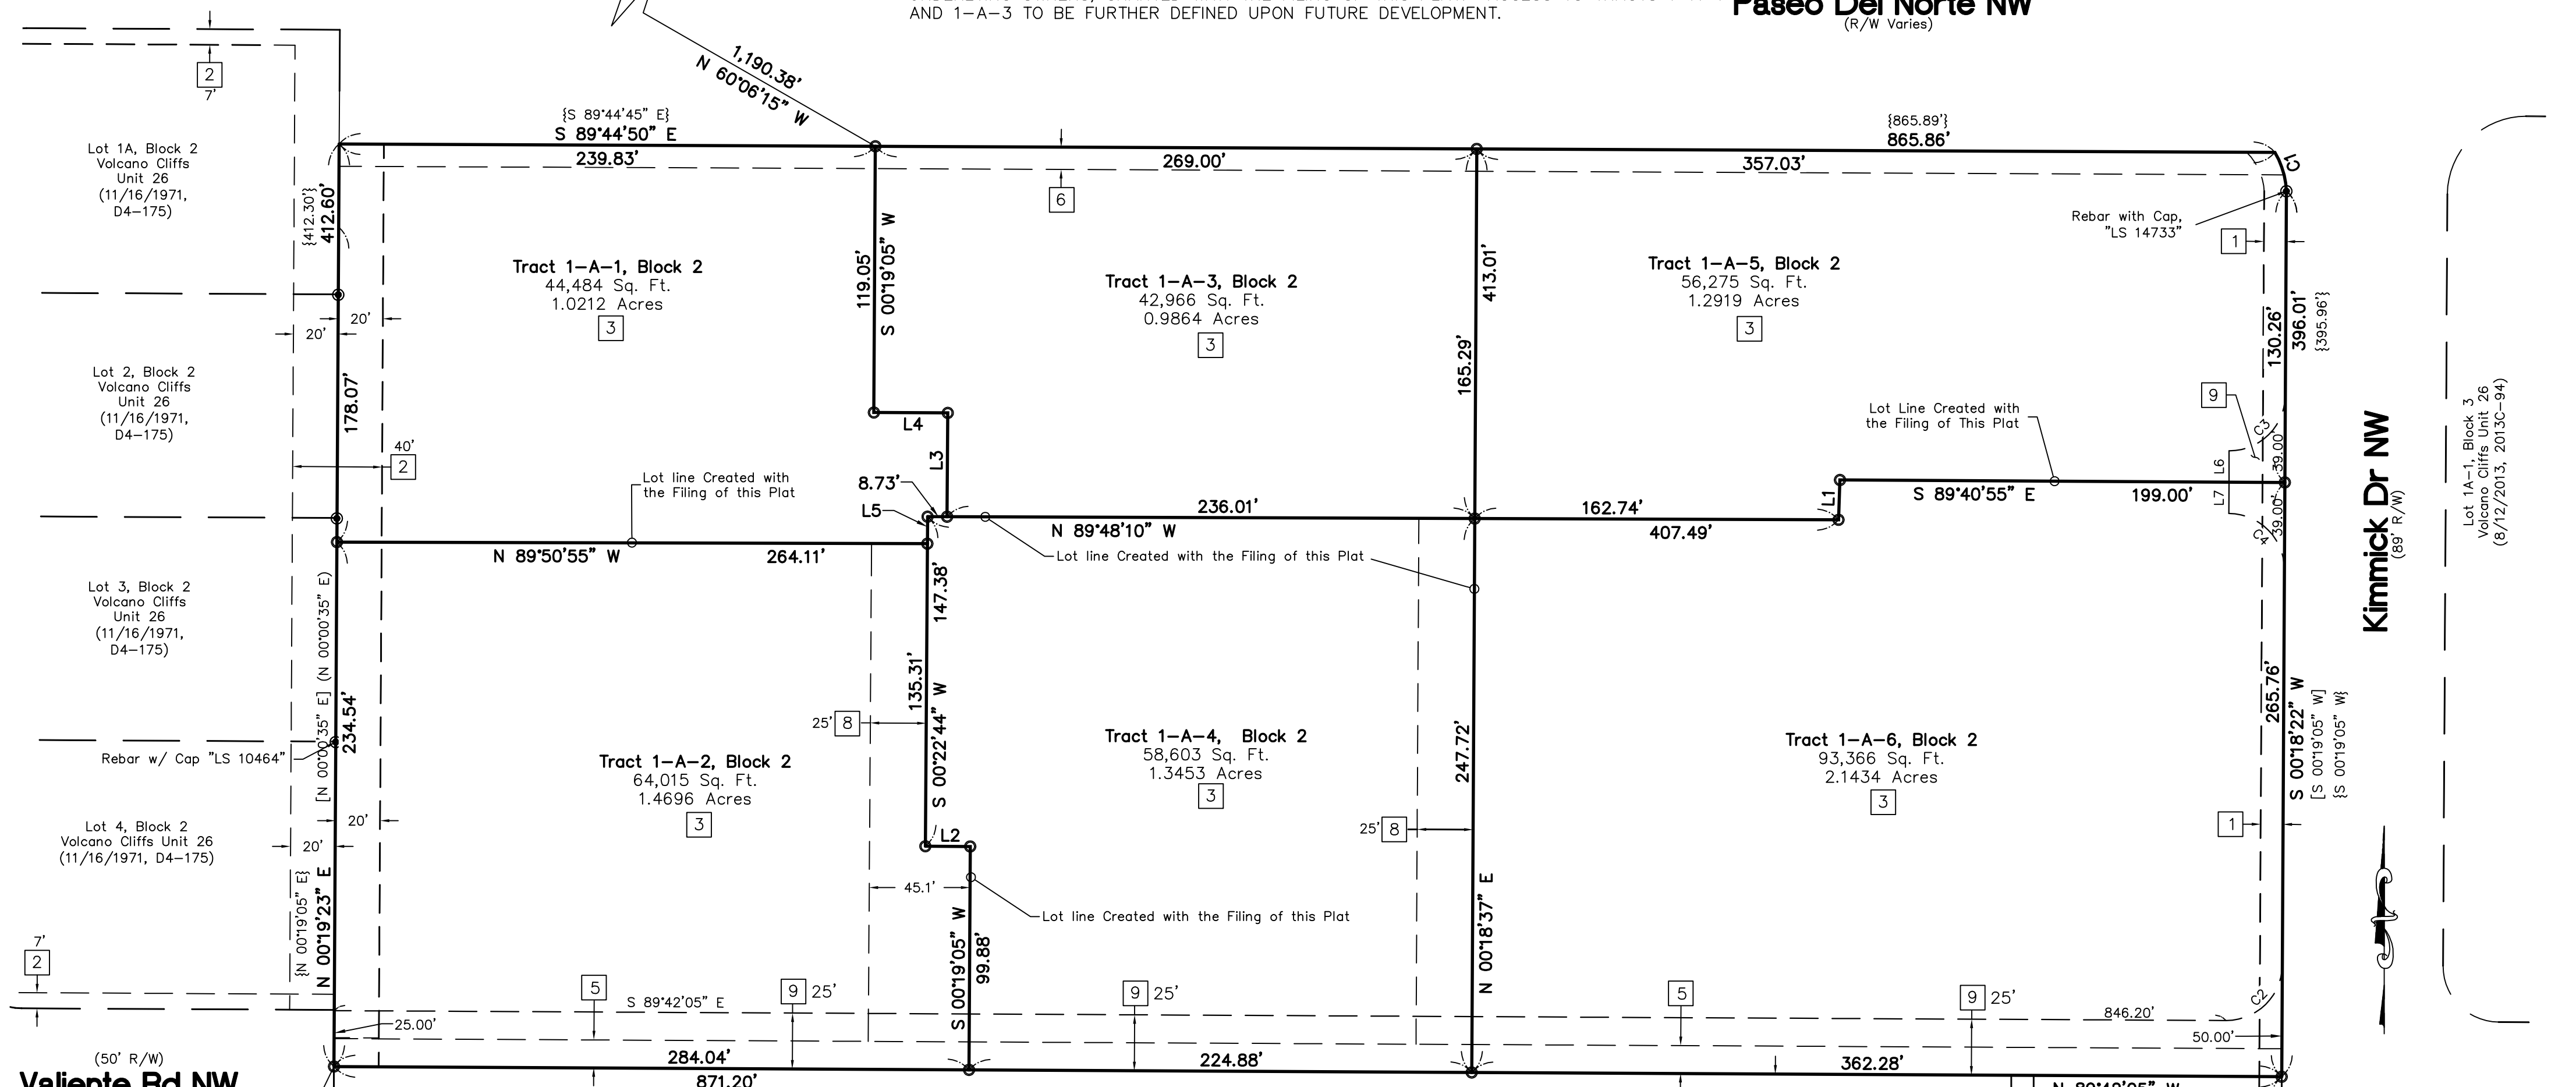 AND 1-A-3 TO BE FURTHER DEFINED UPON FUTURE DEVELOPMENT.
Paseo Del Norte NW
(R/W Varies)
1,190.38'
N 60°06'15" W
2
7'
{S 89°44'45" E}
S 89°44'50" E
239.83'
269.00'
6
{865.89'}
865.86'
357.03'
C1
Lot 1A, Block 2
Volcano Cliffs
Unit 26
(11/16/1971,
D4-175)
{412.30'}
412.60'
Rebar with Cap,
"LS 14733"
1
Tract 1-A-1, Block 2
44,484 Sq. Ft.
1.0212 Acres
3
119.05'
S 00°19'05" W
Tract 1-A-3, Block 2
42,966 Sq. Ft.
0.9864 Acres
3
413.01'
165.29'
Tract 1-A-5, Block 2
56,275 Sq. Ft.
1.2919 Acres
3
130.26'
396.01'
{395.96'}
20'
20'
Lot 2, Block 2
Volcano Cliffs
Unit 26
(11/16/1971,
D4-175)
178.07'
40'
2
L4
L3
8.73'
L5
Lot line Created with
the Filing of this Plat
Lot Line Created with
the Filing of This Plat
9
C3
39.00'
L6
L7
39.00'
C4
L1
S 89°40'55" E
199.00'
236.01'
N 89°48'10" W
162.74'
407.49'
Lot line Created with the Filing of this Plat
N 89°50'55" W
264.11'
Kimmick Dr NW
(89' R/W)
Lot 1A-1, Block 3
Volcano Cliffs Unit 26
(8/12/2013, 2013C-94)
Lot 3, Block 2
Volcano Cliffs
Unit 26
(11/16/1971,
D4-175)
[N 00°00'35" E] (N 00°00'35" E)
234.54'
147.38'
135.31'
S 00°22'44" W
25'
8
Rebar w/ Cap "LS 10464"
Tract 1-A-2, Block 2
64,015 Sq. Ft.
1.4696 Acres
3
Tract 1-A-4, Block 2
58,603 Sq. Ft.
1.3453 Acres
3
247.72'
25'
8
Tract 1-A-6, Block 2
93,366 Sq. Ft.
2.1434 Acres
3
265.76'
S 00°18'22" W
[S 00°19'05" W]
{S 00°19'05" W}
1
Lot 4, Block 2
Volcano Cliffs Unit 26
(11/16/1971, D4-175)
20'
20'
L2
45.1'
Lot line Created with the Filing of this Plat
{N 00°19'05" E}
N 00°19'23" E
S 00°19'05" W
99.88'
N 00°18'37" E
7'
2
5
S 89°42'05" E
9
25'
9
25'
5
9
25'
C2
846.20'
25.00'
50.00'
(50' R/W)
Valiente Rd NW
284.04'
871.20'
224.88'
362.28'